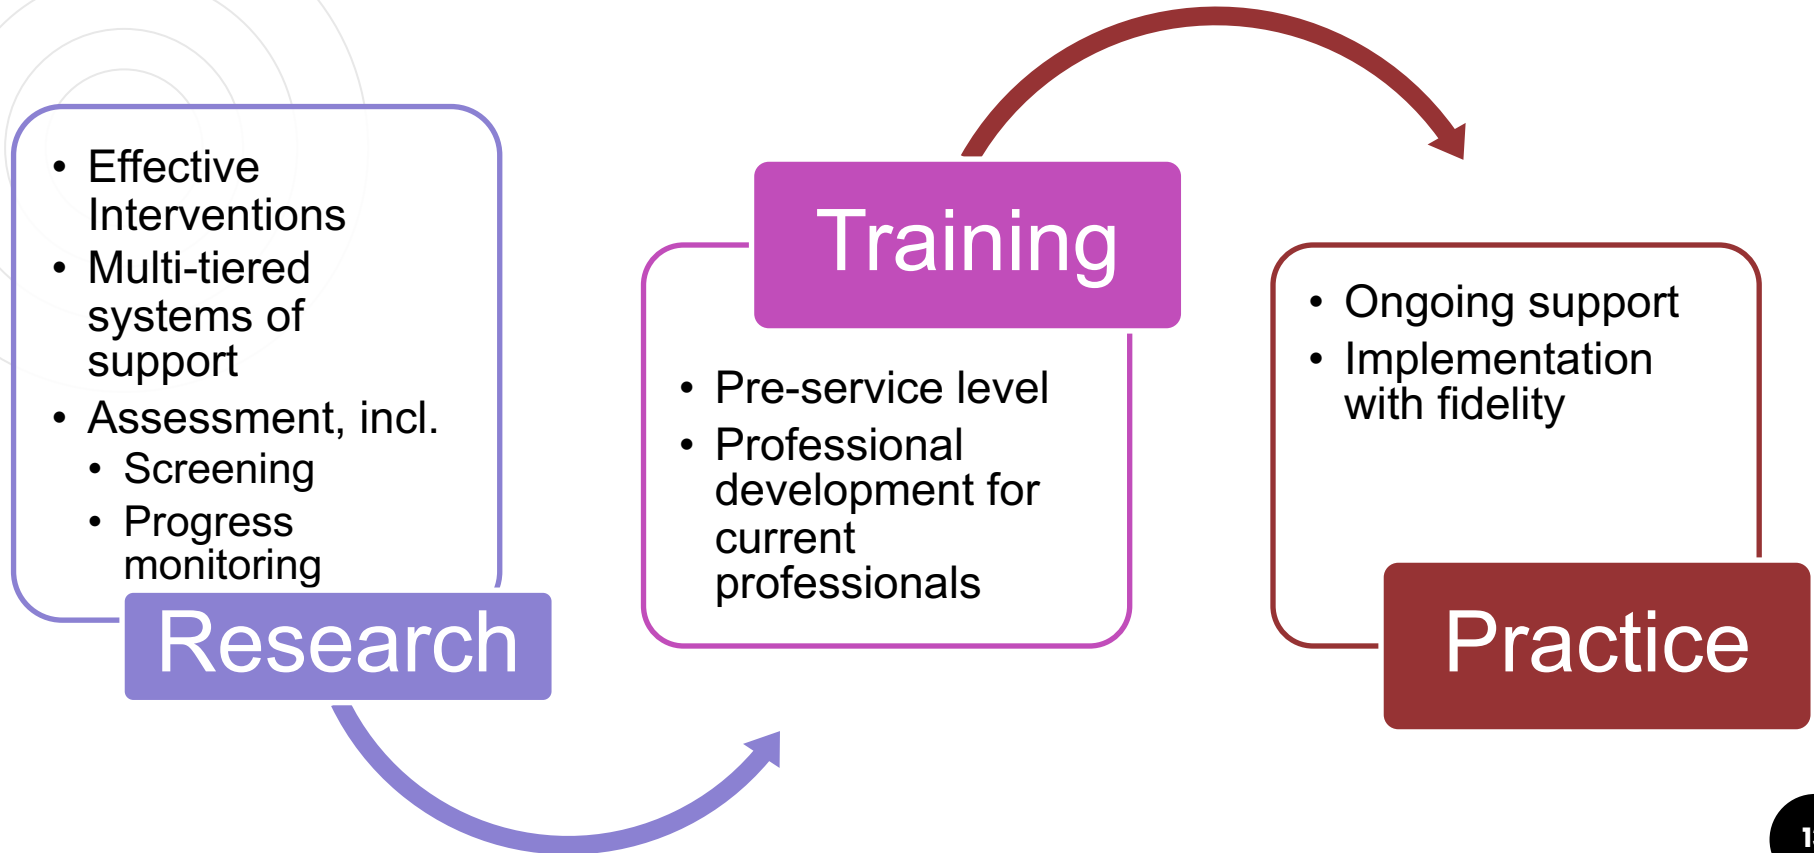 • Effective
Interventions
• Multi-tiered
systems of
support
• Assessment, incl.
• Screening
• Progress
monitoring
Research
Training
• Pre-service level
• Professional
development for
current
professionals
• Ongoing support
• Implementation
with fidelity
Practice